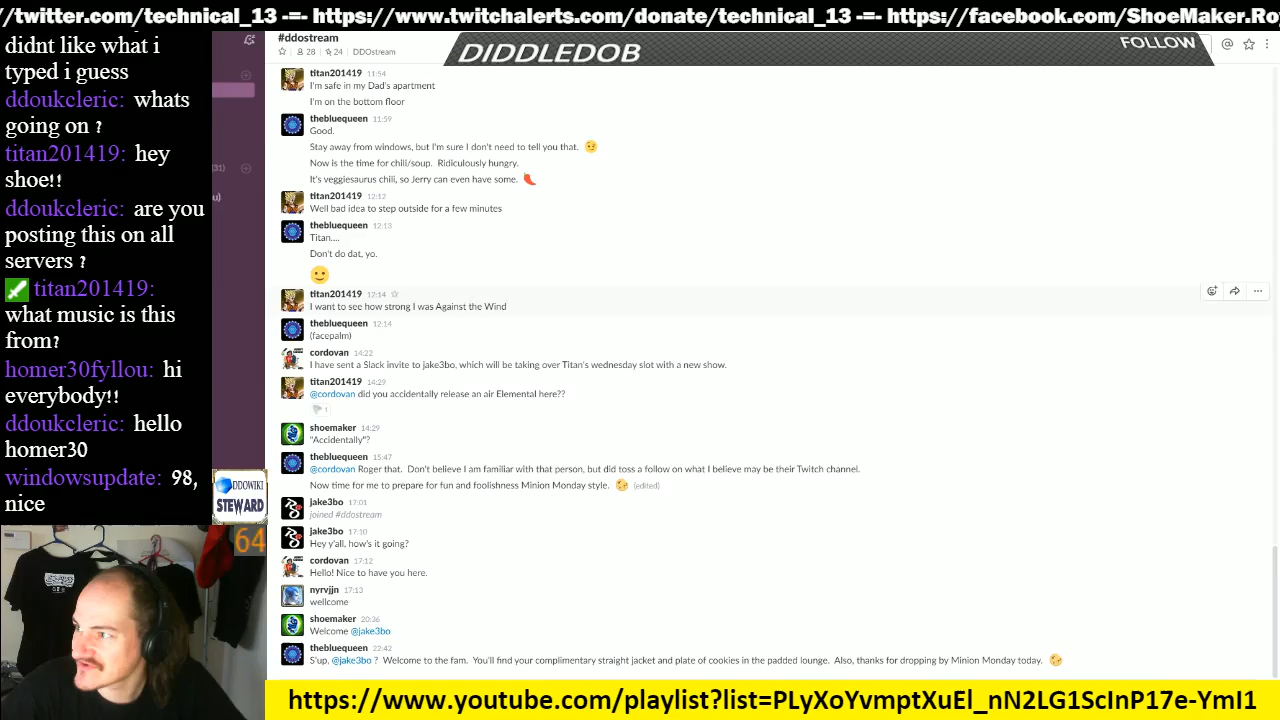 /twitter.com/technical_13 -=- https://www.twitchalerts.com/donate/technical_13 -=- https://facebook.com/ShoeMaker.Ro
didnt like what i
typed i guess
ddoukcleric: whats
going on ?
titan201419: hey
shoe!!
ddoukcleric: are you
posting this on all
servers ?
titan201419:
what music is this
from?
homer30fyllou: hi
everybody!!
ddoukcleric: hello
homer30
windowsupdate: 98,
nice
(31)
DDOWIKI
STEWARD
64
#ddostream
28 24 DDOstream
DIDDLEDOB
FOLLOW
titan201419 11:54
I'm safe in my Dad's apartment
I'm on the bottom floor
thebluequeen 11:59
Good.
Stay away from windows, but I'm sure I don't need to tell you that. 😉
Now is the time for chili/soup. Ridiculously hungry.
It's veggiesaurus chili, so Jerry can even have some. 🌶️
titan201419 12:12
Well bad idea to step outside for a few minutes
thebluequeen 12:13
Titan....
Don't do dat, yo.
🙂
titan201419 12:14
I want to see how strong I was Against the Wind
thebluequeen 12:14
(facepalm)
cordovan 14:22
I have sent a Slack invite to jake3bo, which will be taking over Titan's wednesday slot with a new show.
titan201419 14:29
@cordovan did you accidentally release an air Elemental here??
1
shoemaker 14:29
"Accidentally"?
thebluequeen 15:47
@cordovan Roger that. Don't believe I am familiar with that person, but did toss a follow on what I believe may be their Twitch channel.
Now time for me to prepare for fun and foolishness Minion Monday style. (edited)
jake3bo 17:01
joined #ddostream
jake3bo 17:10
Hey y'all, how's it going?
cordovan 17:12
Hello! Nice to have you here.
nyrvjjn 17:13
wellcome
shoemaker 20:36
Welcome @jake3bo
thebluequeen 22:42
S'up, @jake3bo ? Welcome to the fam. You'll find your complimentary straight jacket and plate of cookies in the padded lounge. Also, thanks for dropping by Minion Monday today.
https://www.youtube.com/playlist?list=PLyXoYvmptXuEl_nN2LG1ScInP17e-YmI1